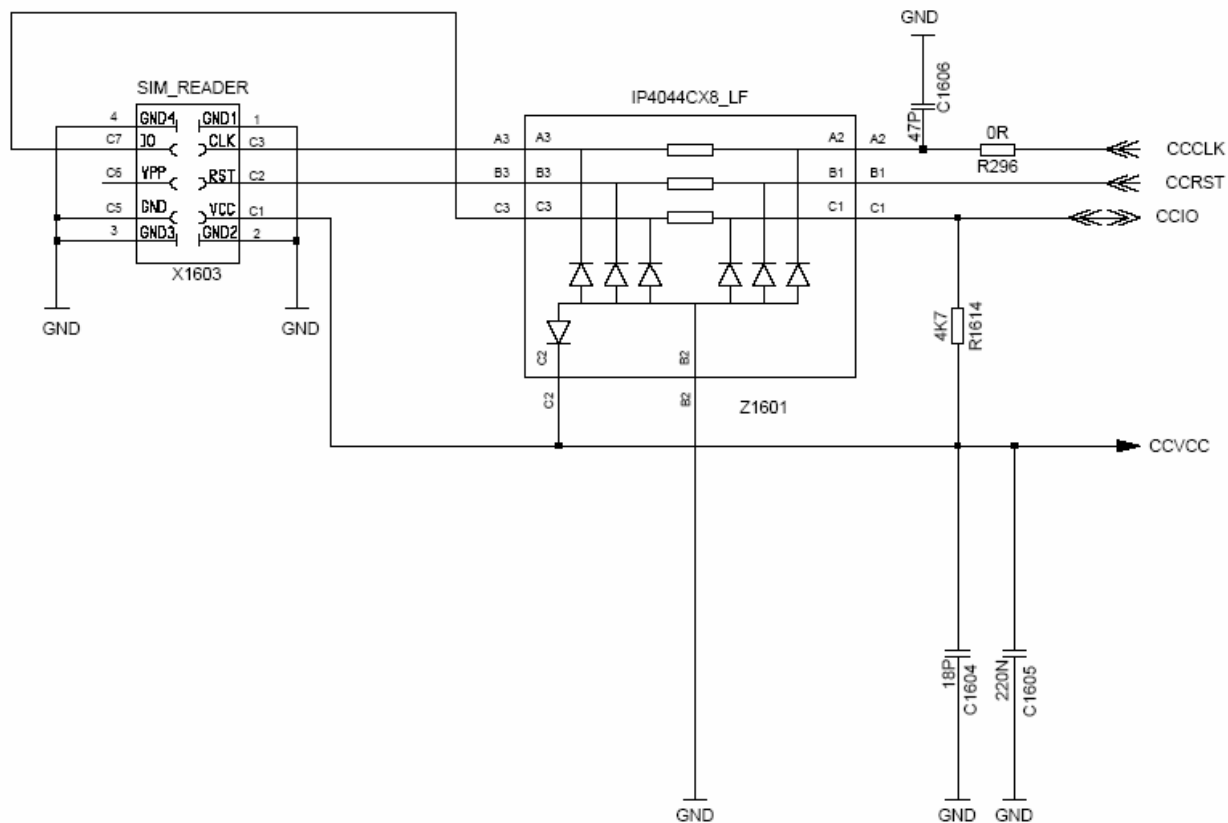 GND
C1606
47P
SIM_READER
IP4044CX8_LF
4 GND4 GND1 1
C7 IO CLK C3
C6 VPP RST C2
C5 GND VCC C1
3 GND3 GND2 2
X1603
GND
GND
A3 A3 A2 A2
B3 B3 B1 B1
C3 C3 C1 C1
0R
R296
CCCLK
CCRST
CCIO
C2 B2
C2 B2
Z1601
4K7
R1614
CCVCC
18P
C1604
220N
C1605
GND
GND
GND